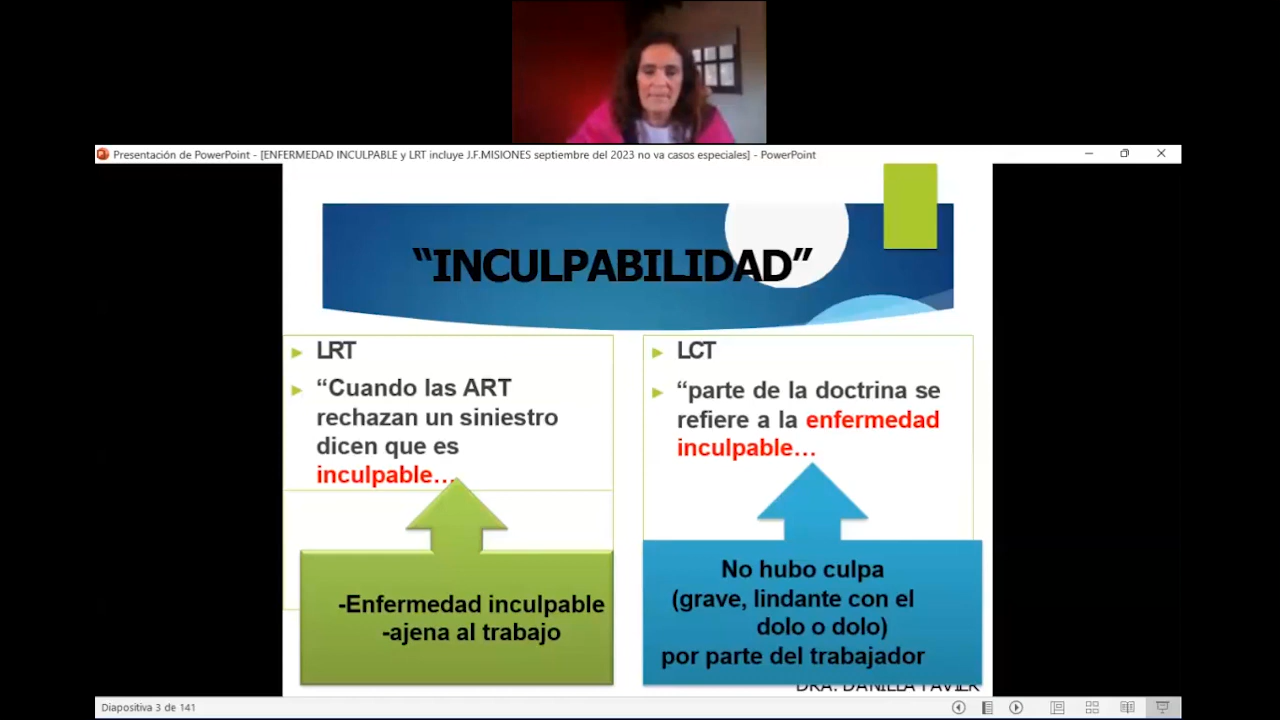 Presentación de PowerPoint - [ENFERMEDAD INCULPABLE y LRT incluye J.F.MISIONES septiembre del 2023 no va casos especiales] - PowerPoint
“INCULPABILIDAD”
LRT
“Cuando las ART
rechazan un siniestro
dicen que es
inculpable...
-Enfermedad inculpable
-ajena al trabajo
LCT
“parte de la doctrina se
refiere a la enfermedad
inculpable...
No hubo culpa
(grave, lindante con el
dolo o dolo)
por parte del trabajador
DRA. DANIELA FAVIER
Diapositiva 3 de 141